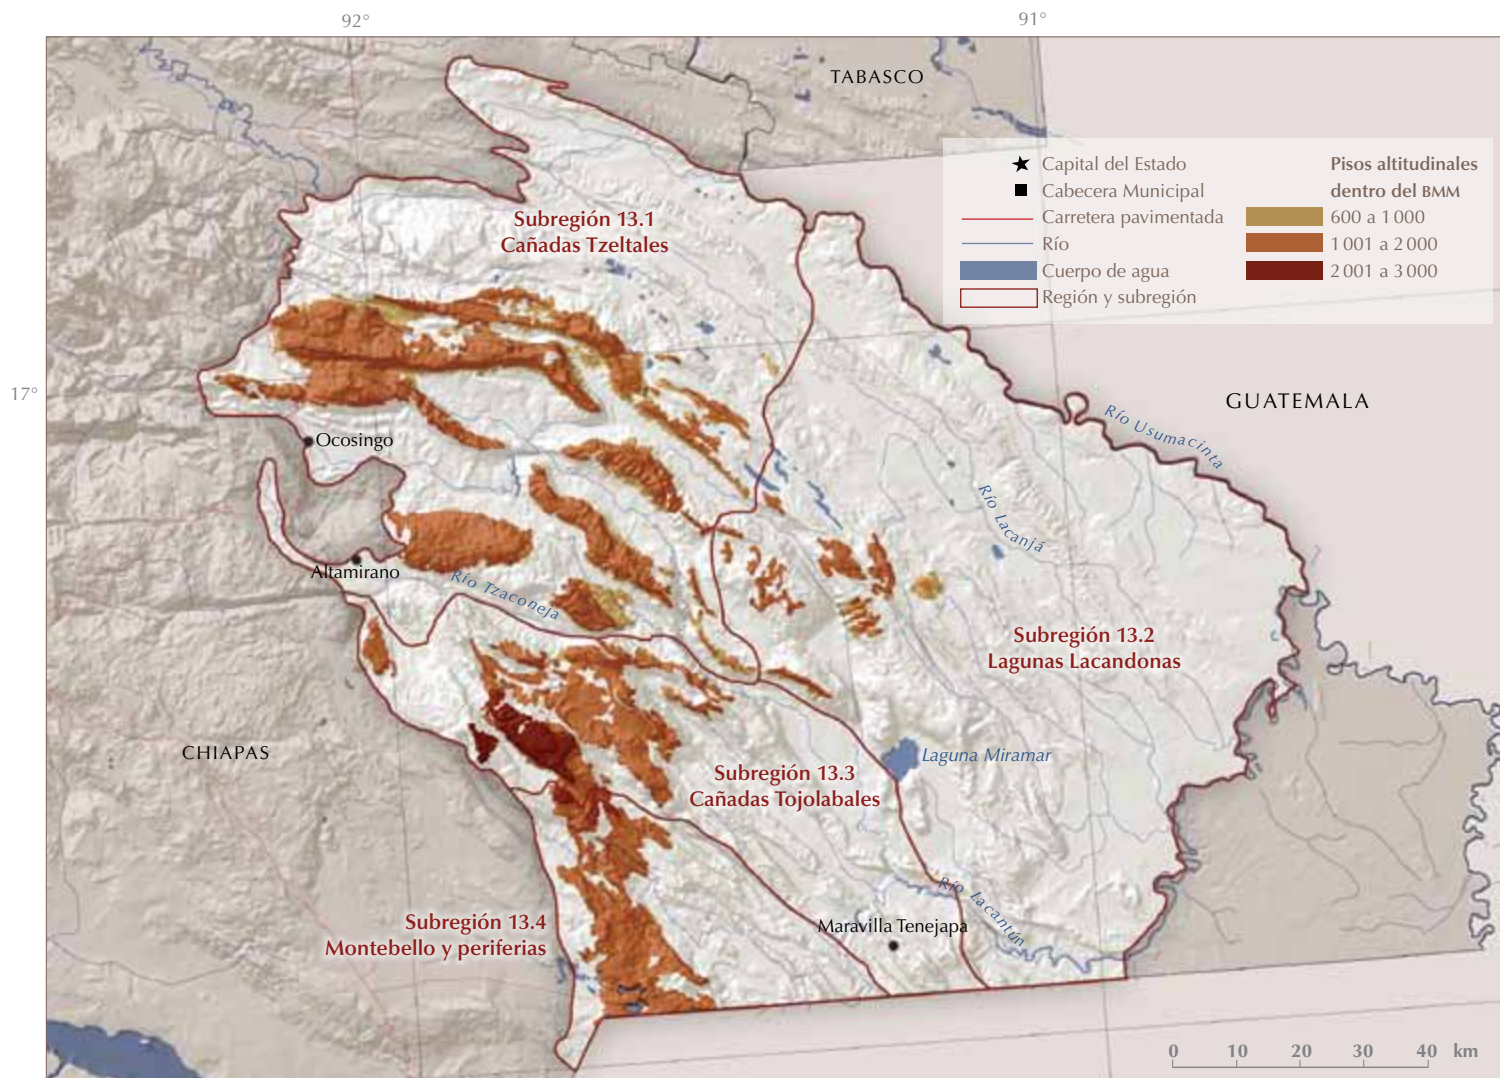 92°
91°
TABASCO
Capital del Estado
Cabecera Municipal
Carretera pavimentada
Río
Cuerpo de agua
Región y subregión
Pisos altitudinales
dentro del BMM
600 a 1 000
1 001 a 2 000
2 001 a 3 000
Subregión 13.1
Cañadas Tzeltales
17°
GUATEMALA
Río Usumacinta
Ocosingo
Río Lacanjá
Altamirano
Río Tzaconeja
Subregión 13.2
Lagunas Lacandonas
CHIAPAS
Laguna Miramar
Subregión 13.3
Cañadas Tojolabales
Río Lacantún
Subregión 13.4
Montebello y periferias
Maravilla Tenejapa
0 10 20 30 40 km